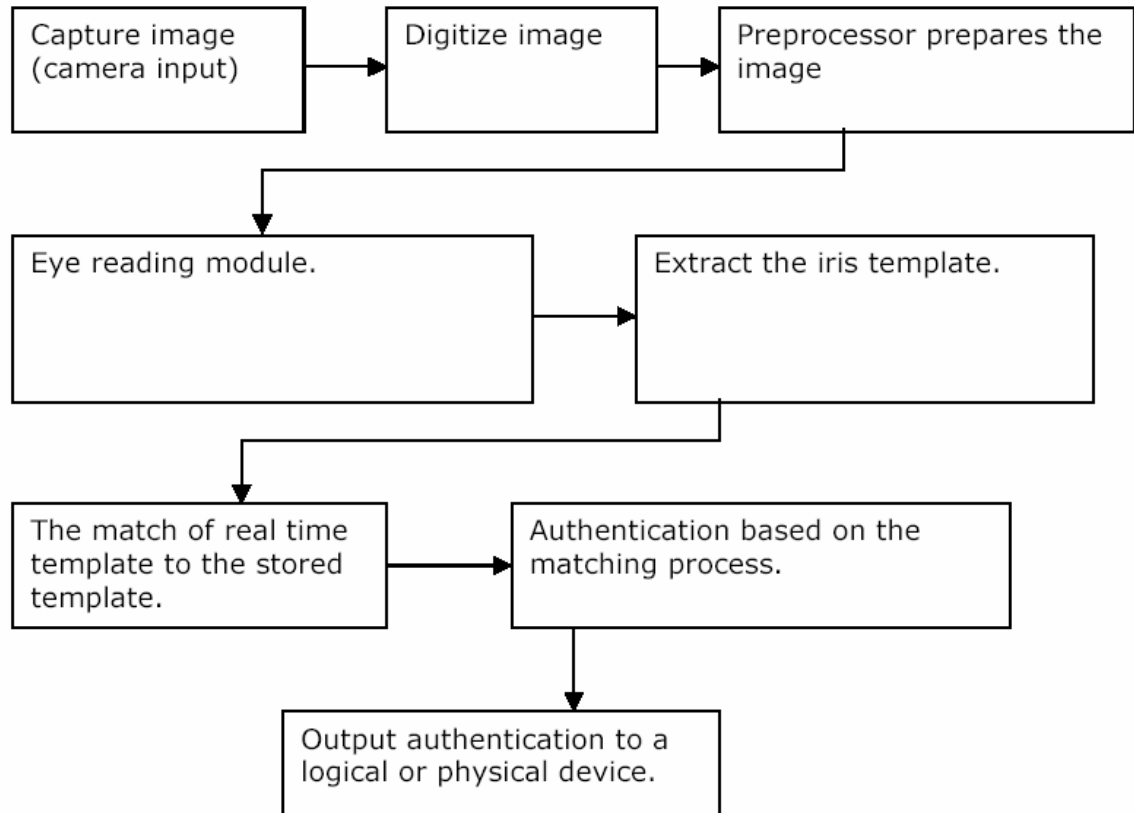 Capture image
(camera input)
Digitize image
Preprocessor prepares the
image
Eye reading module.
Extract the iris template.
The match of real time
template to the stored
template.
Authentication based on the
matching process.
Output authentication to a
logical or physical device.